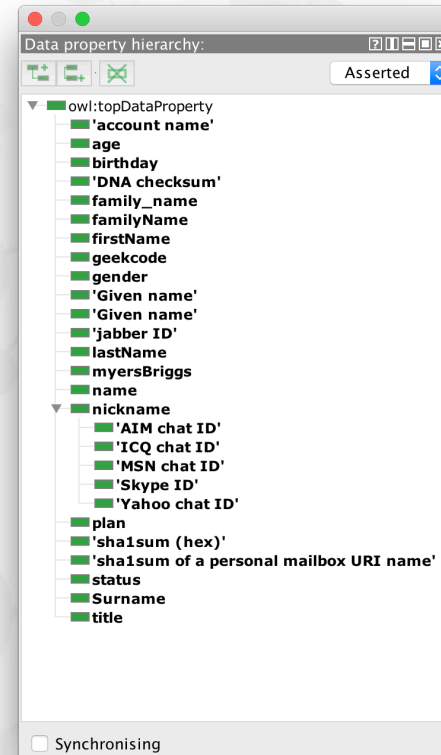 Data property hierarchy:
Asserted
owl:topDataProperty
'account name'
age
birthday
'DNA checksum'
family_name
familyName
firstName
geekcode
gender
'Given name'
'Given name'
'jabber ID'
lastName
myersBriggs
name
nickname
'AIM chat ID'
'ICQ chat ID'
'MSN chat ID'
'Skype ID'
'Yahoo chat ID'
plan
'sha1sum (hex)'
'sha1sum of a personal mailbox URI name'
status
Surname
title
Synchronising